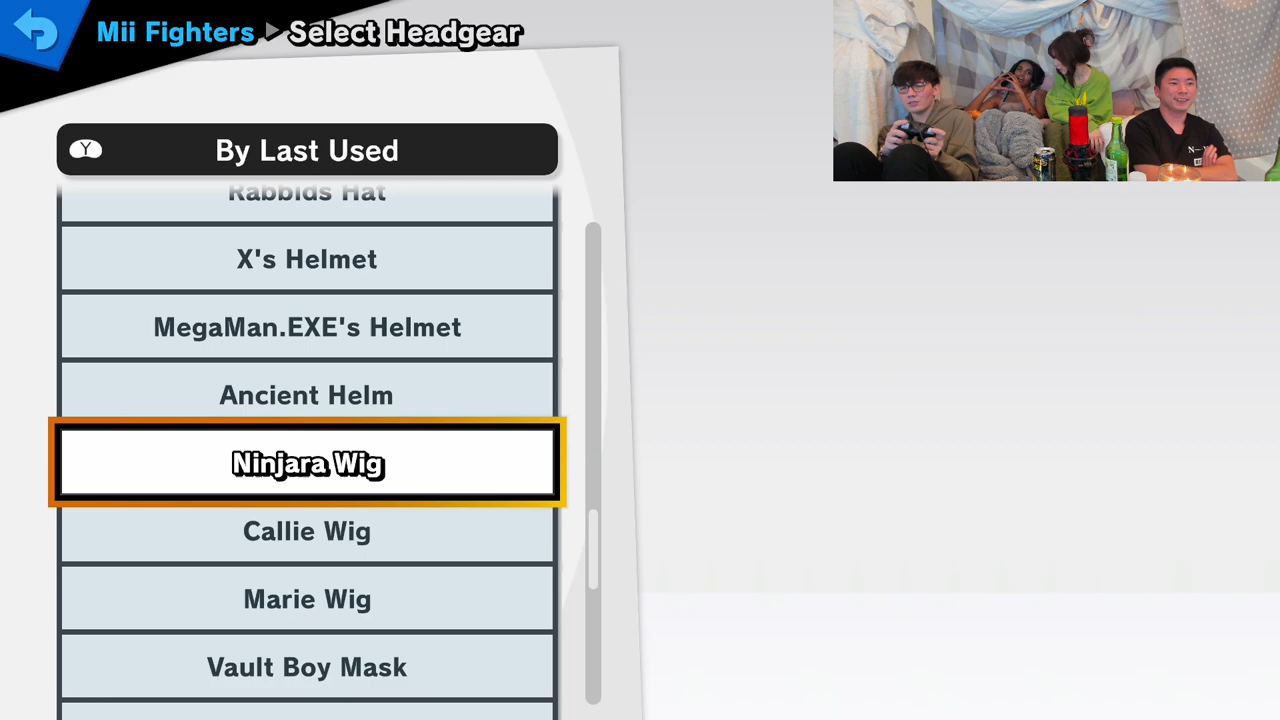 Mii Fighters ▶ Select Headgear
Y By Last Used
Rabbids Hat
X's Helmet
MegaMan.EXE's Helmet
Ancient Helm
Ninjara Wig
Callie Wig
Marie Wig
Vault Boy Mask